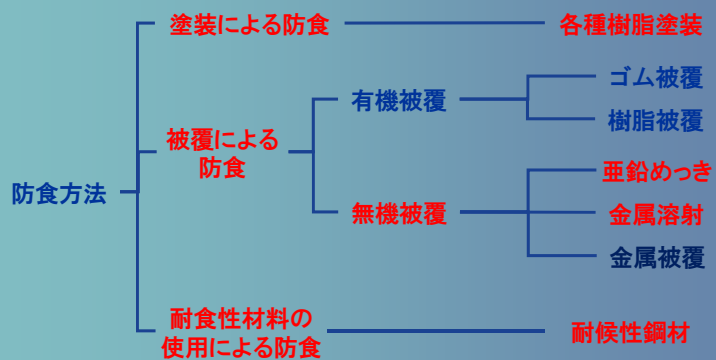 塗装による防食
各種樹脂塗装
ゴム被覆
有機被覆
樹脂被覆
被覆による
防食
亜鉛めっき
防食方法
無機被覆
金属溶射
金属被覆
耐食性材料の
使用による防食
耐候性鋼材